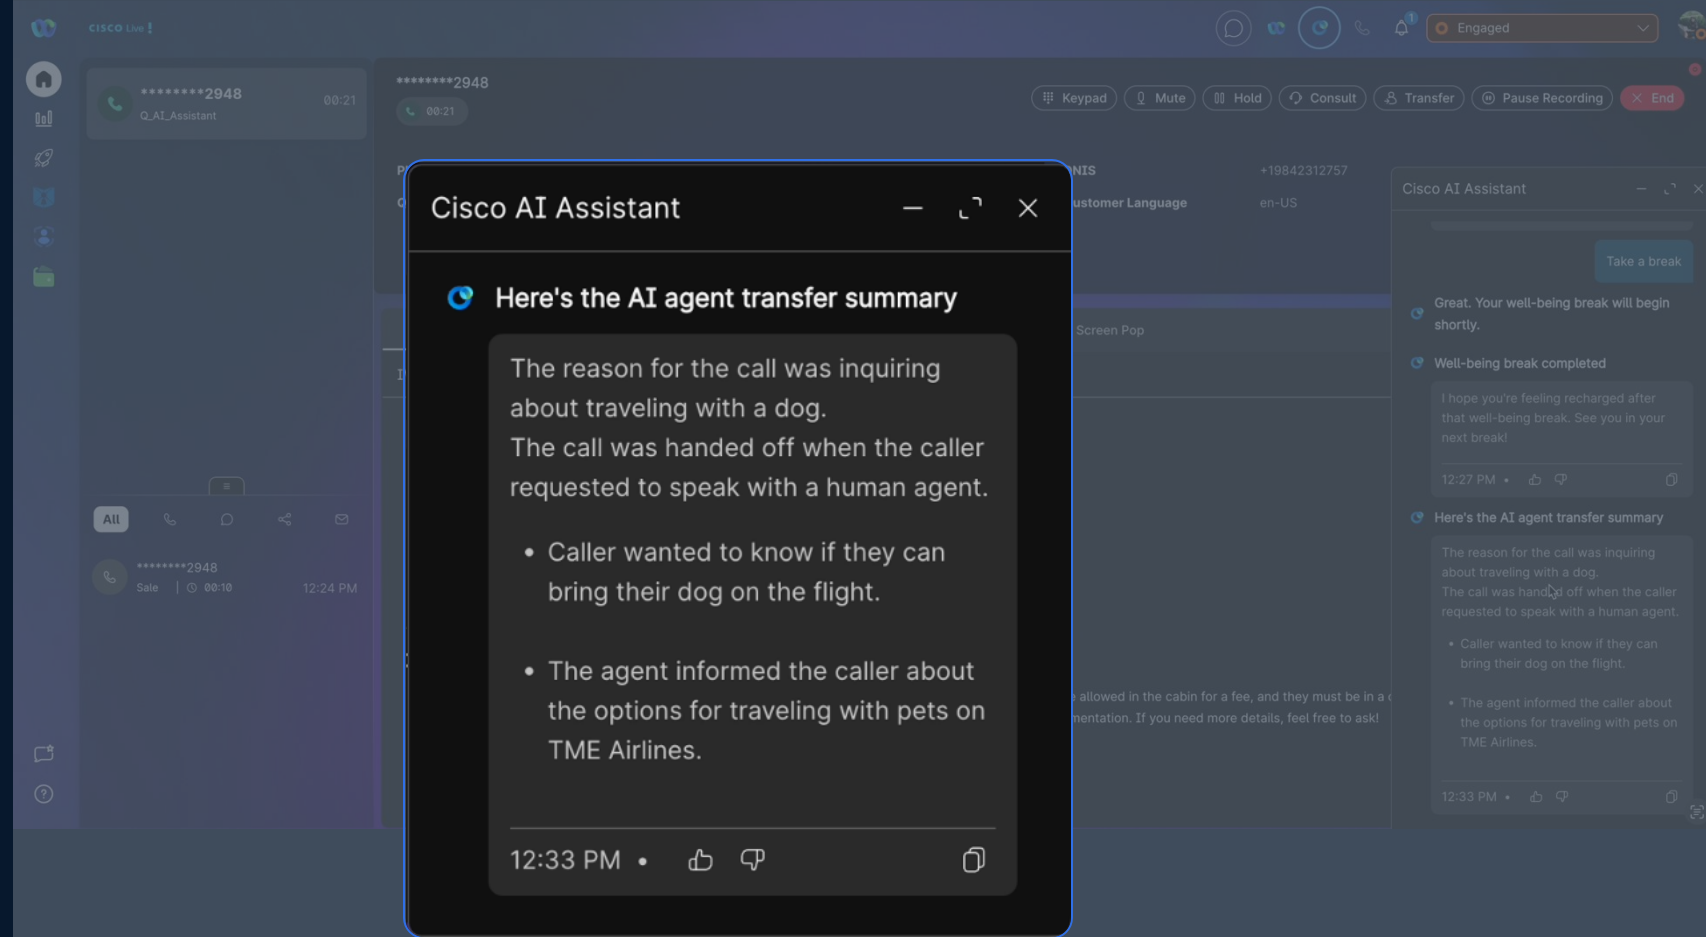 CISCO Live!
1
Engaged
********2948
Q_AI_Assistant
00:21
********2948
00:21
Keypad
Mute
Hold
Consult
Transfer
Pause Recording
End
NIS
+19842312757
ustomer Language
en-US
Screen Pop
All
********2948
Sale
00:10
12:24 PM
allowed in the cabin for a fee, and they must be in a
mentation. If you need more details, feel free to ask!
Cisco AI Assistant
Here's the AI agent transfer summary
The reason for the call was inquiring
about traveling with a dog.
The call was handed off when the caller
requested to speak with a human agent.
• Caller wanted to know if they can
bring their dog on the flight.
• The agent informed the caller about
the options for traveling with pets on
TME Airlines.
12:33 PM •
Cisco AI Assistant
Take a break
Great. Your well-being break will begin
shortly.
Well-being break completed
I hope you're feeling recharged after
that well-being break. See you in your
next break!
12:27 PM •
Here's the AI agent transfer summary
The reason for the call was inquiring
about traveling with a dog.
The call was handed off when the caller
requested to speak with a human agent.
• Caller wanted to know if they can
bring their dog on the flight.
• The agent informed the caller about
the options for traveling with pets on
TME Airlines.
12:33 PM •